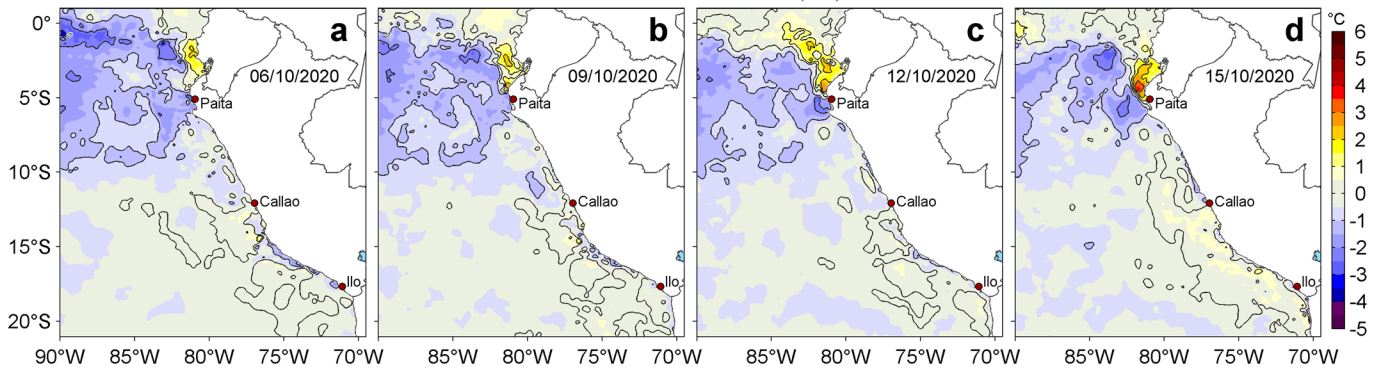 a b c d
°C
0° 6
06/10/2020 09/10/2020 12/10/2020 15/10/2020 5
4
5°S Paita Paita Paita Paita 3
2
1
10°S 0
Callao Callao Callao Callao -1
15°S -2
-3
Ilo Ilo Ilo Ilo -4
20°S -5
90°W 85°W 80°W 75°W 70°W 85°W 80°W 75°W 70°W 85°W 80°W 75°W 70°W 85°W 80°W 75°W 70°W